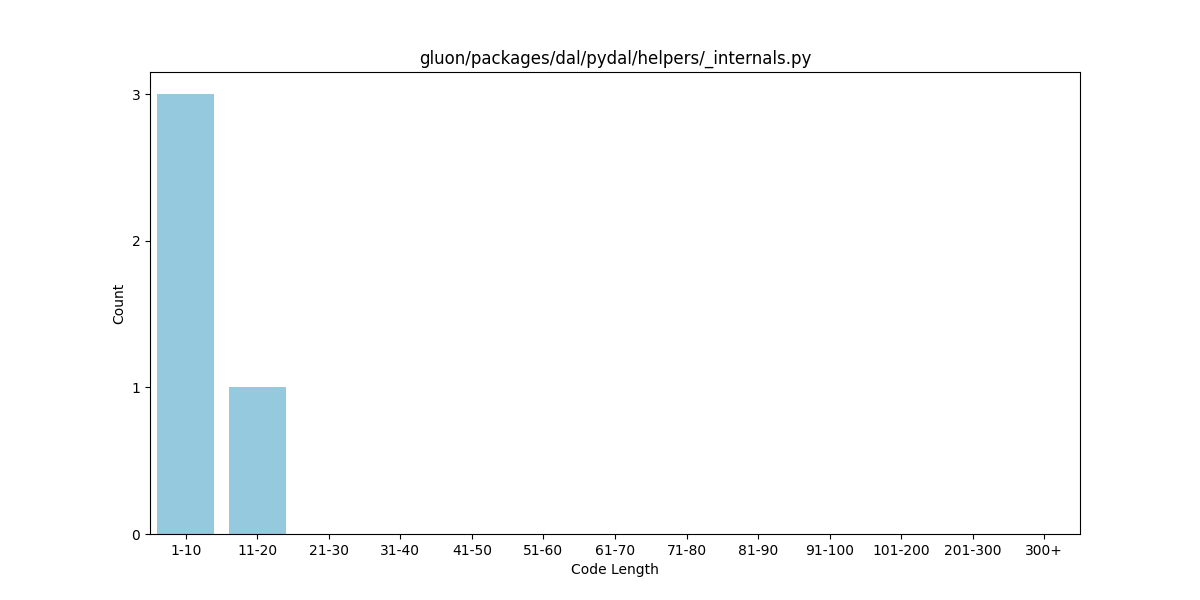 gluon/packages/dal/pydal/helpers/_internals.py
Count
3
2
1
0
1-10 11-20 21-30 31-40 41-50 51-60 61-70 71-80 81-90 91-100 101-200 201-300 300+
Code Length